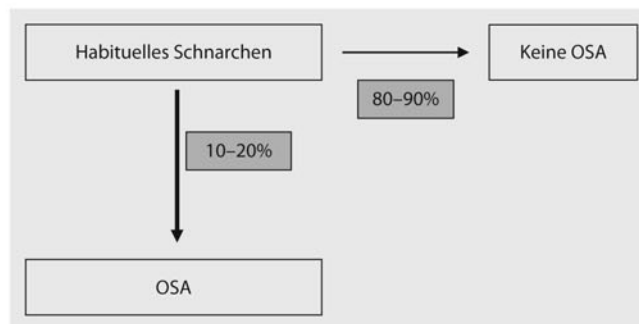 Habituelles Schnarchen
Keine OSA
80–90%
10–20%
OSA